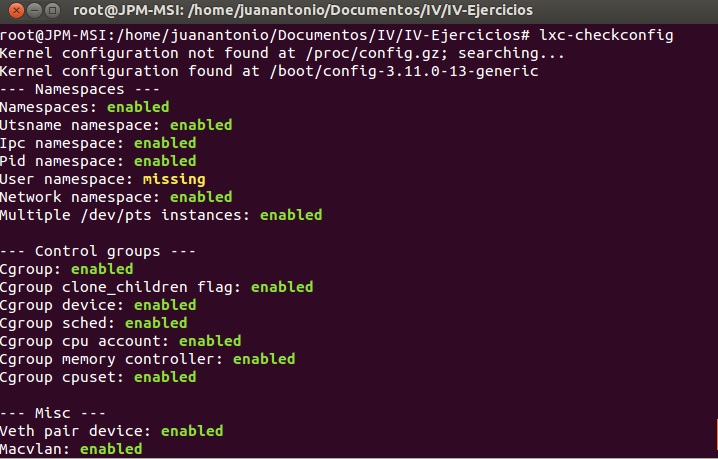 root@JPM-MSI: /home/juanantonio/Documentos/IV/IV-Ejercicios
root@JPM-MSI:/home/juanantonio/Documentos/IV/IV-Ejercicios# lxc-checkconfig
Kernel configuration not found at /proc/config.gz; searching...
Kernel configuration found at /boot/config-3.11.0-13-generic
--- Namespaces ---
Namespaces: enabled
Utsname namespace: enabled
Ipc namespace: enabled
Pid namespace: enabled
User namespace: missing
Network namespace: enabled
Multiple /dev/pts instances: enabled
--- Control groups ---
Cgroup: enabled
Cgroup clone_children flag: enabled
Cgroup device: enabled
Cgroup sched: enabled
Cgroup cpu account: enabled
Cgroup memory controller: enabled
Cgroup cpuset: enabled
--- Misc ---
Veth pair device: enabled
Macvlan: enabled